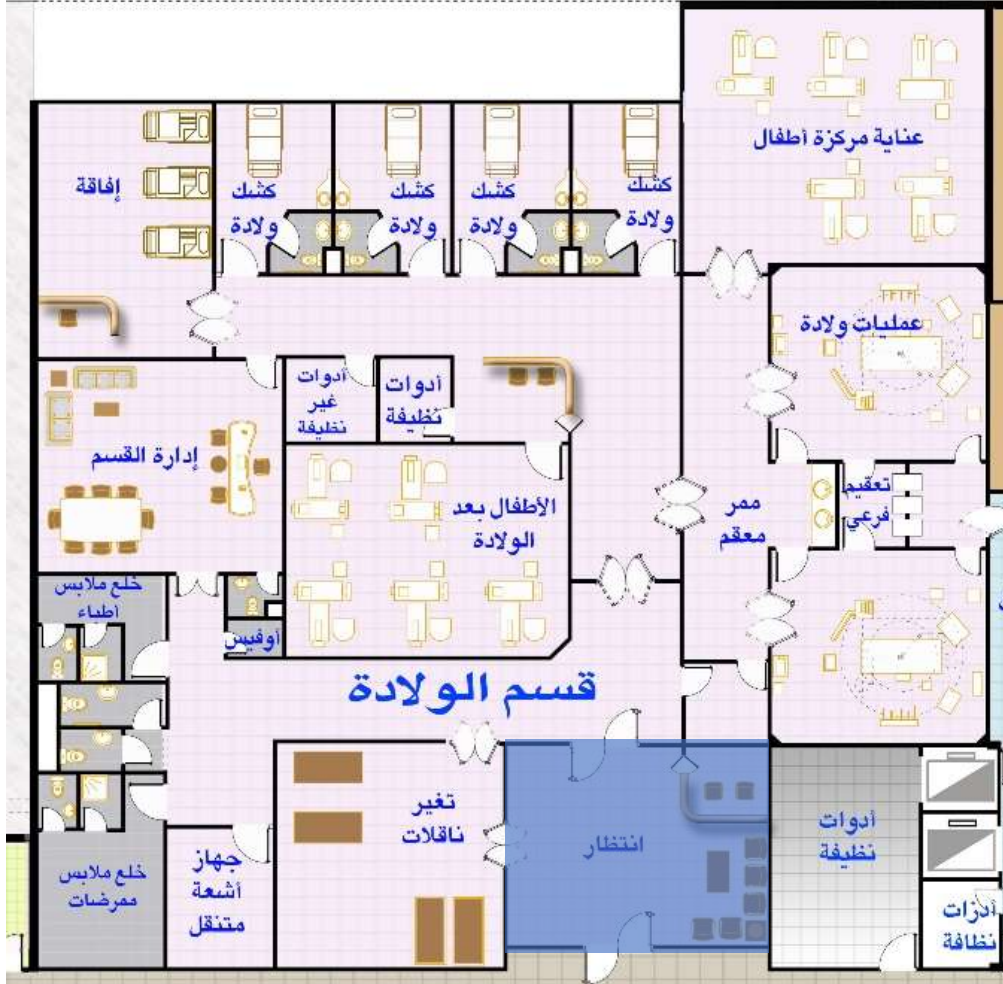 عناية مركزة أطفال
إفاقة
كشك
ولادة
كشك
ولادة
كشك
ولادة
كشك
ولادة
عمليات ولادة
أدوات
غير
نظيفة
أدوات
نظيفة
إدارة القسم
تعقيم
فرعي
ممر
معقم
الأطفال بعد
الولادة
خلع ملابس
أطباء
أوفيس
قسم الولادة
تغير
ناقلات
انتظار
أدوات
نظيفة
جهاز
أشعة
متنقل
خلع ملابس
ممرضات
أدوات
نظافة